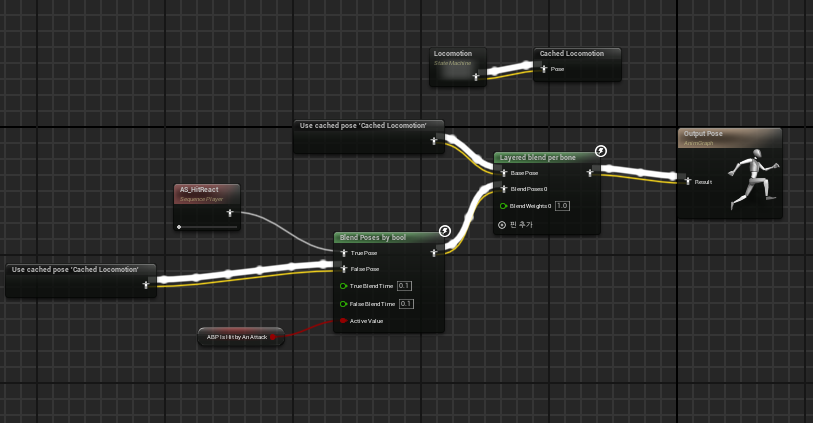 Locomotion
State Machine
Cached Locomotion
Pose
Use cached pose 'Cached Locomotion'
Output Pose
AnimGraph
Result
Layered blend per bone
Base Pose
Blend Poses 0
Blend Weights 0 1.0
핀 추가
AS_HitReact
Sequence Player
Blend Poses by bool
True Pose
False Pose
True Blend Time 0.1
False Blend Time 0.1
Active Value
Use cached pose 'Cached Locomotion'
ABP Is Hit by An Attack